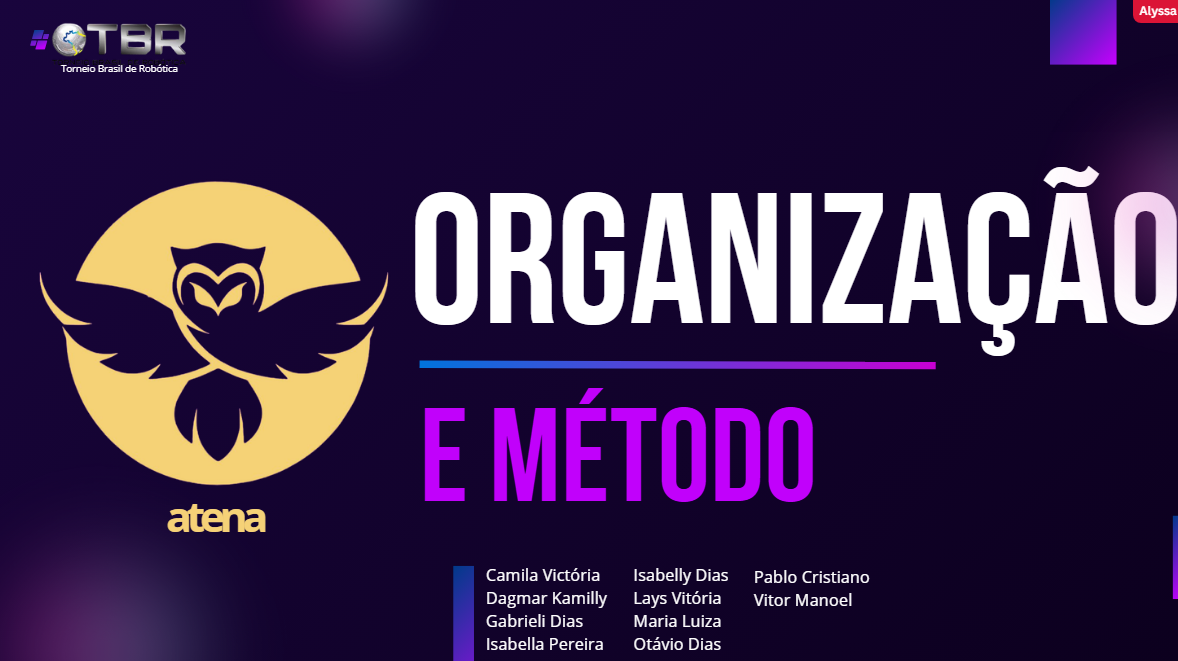 TBR
Torneio Brasil de Robótica
Alyssa
ORGANIZAÇÃO
E MÉTODO
atena
Camila Victória
Dagmar Kamilly
Gabrieli Dias
Isabella Pereira
Isabelly Dias
Lays Vitória
Maria Luiza
Otávio Dias
Pablo Cristiano
Vitor Manoel